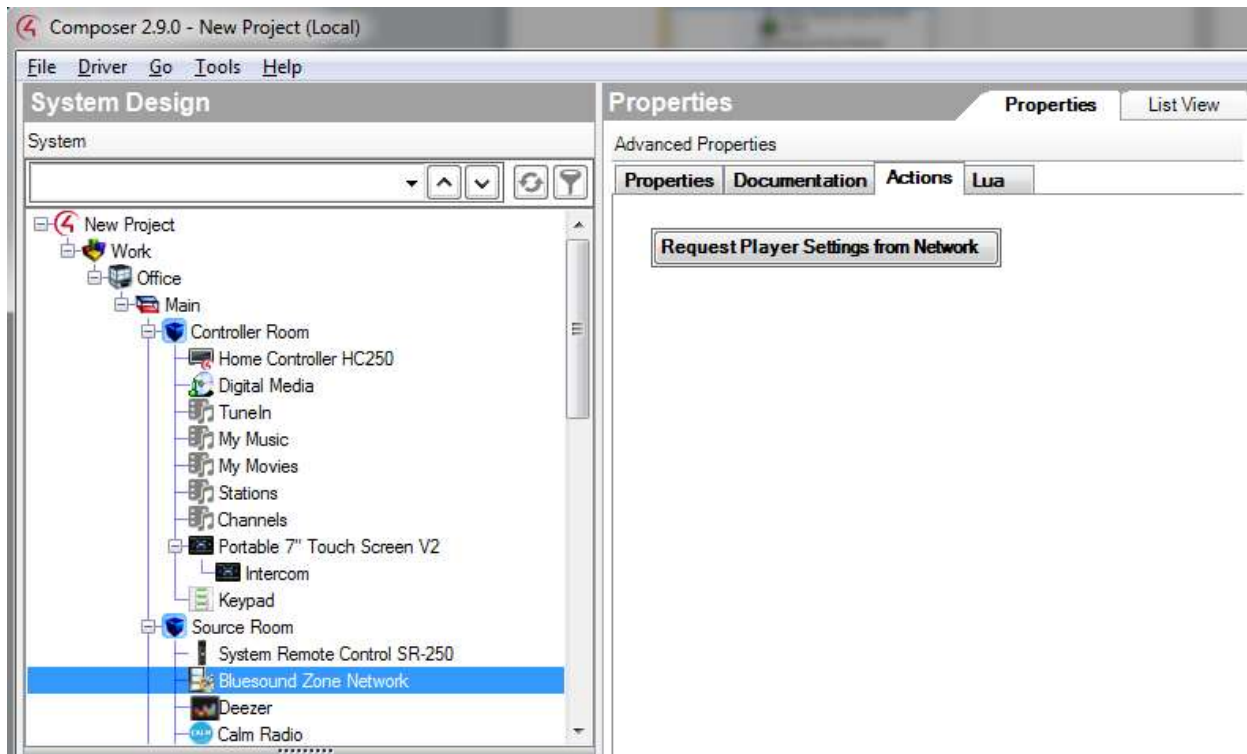 Composer 2.9.0 - New Project (Local)
File Driver Go Tools Help
System Design
System
New Project
Work
Office
Main
Controller Room
Home Controller HC250
Digital Media
TuneIn
My Music
My Movies
Stations
Channels
Portable 7" Touch Screen V2
Intercom
Keypad
Source Room
System Remote Control SR-250
Bluesound Zone Network
Deezer
CALM Calm Radio
Properties Properties List View
Advanced Properties
Properties Documentation Actions Lua
Request Player Settings from Network